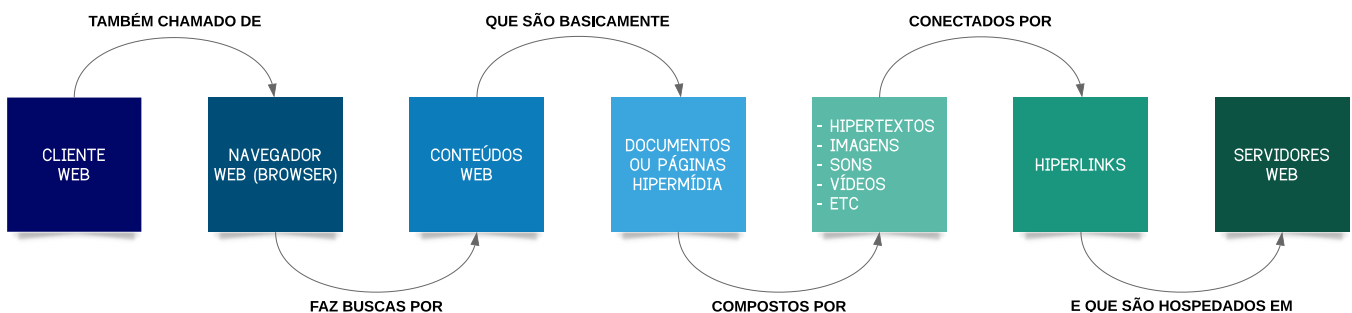 TAMBÉM CHAMADO DE
QUE SÃO BASICAMENTE
CONECTADOS POR
CLIENTE
WEB
NAVEGADOR
WEB (BROWSER)
CONTEÚDOS
WEB
DOCUMENTOS
OU PÁGINAS
HIPERMÍDIA
- HIPERTEXTOS
- IMAGENS
- SONS
- VÍDEOS
- ETC
HIPERLINKS
SERVIDORES
WEB
FAZ BUSCAS POR
COMPOSTOS POR
E QUE SÃO HOSPEDADOS EM